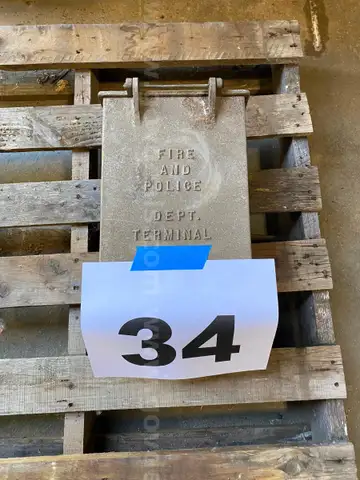 FIRE
AND
POLICE
DEPT.
TERMINAL
34